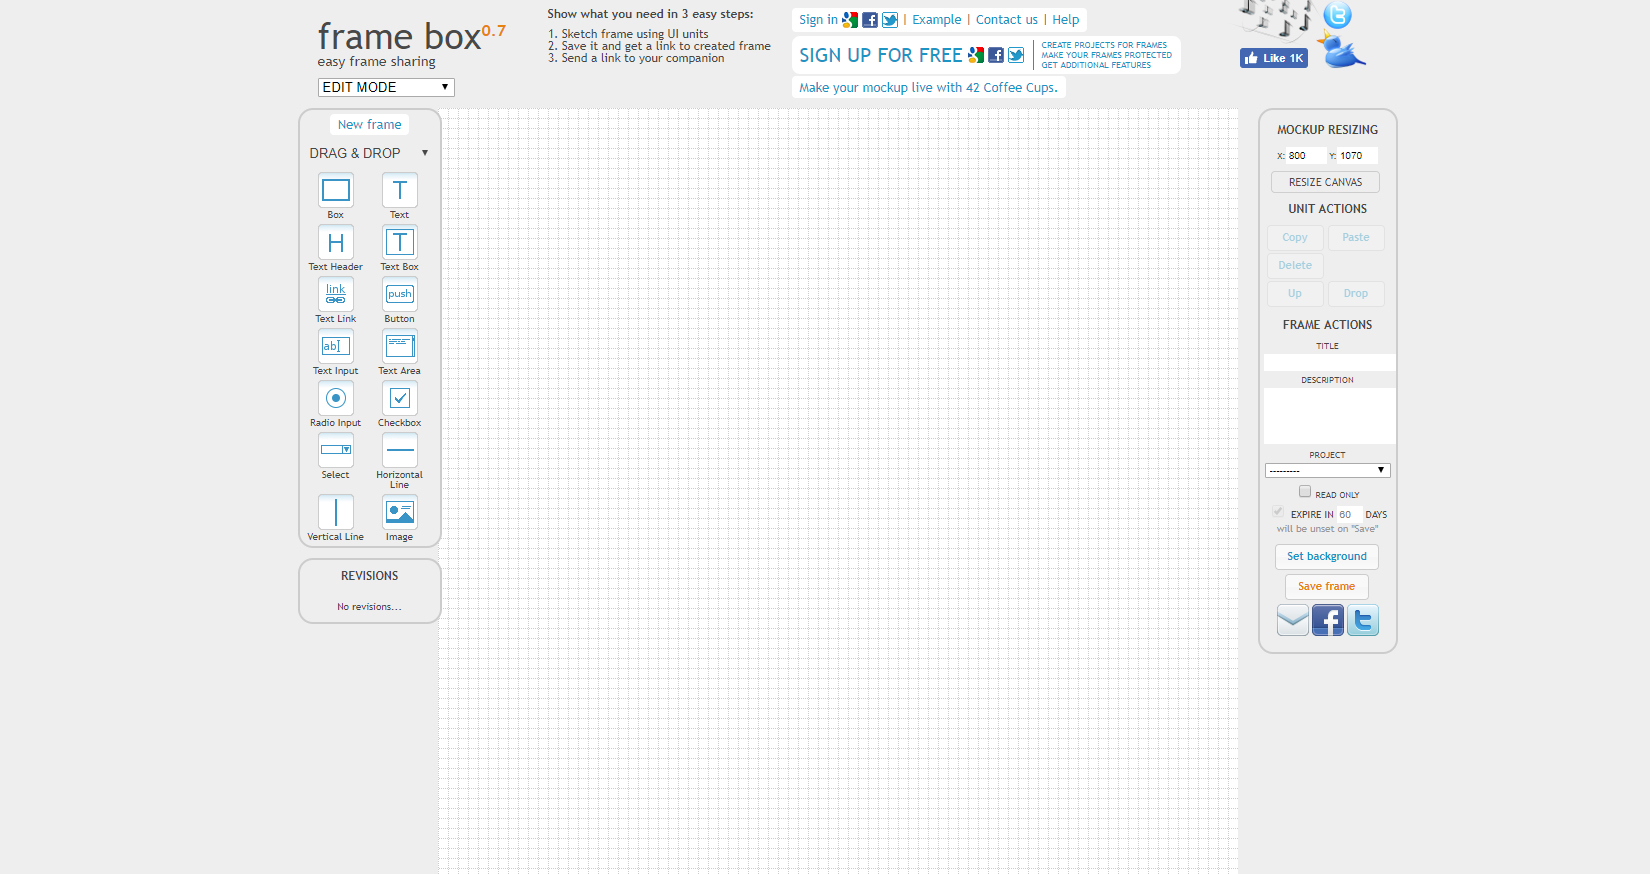 frame box0.7
easy frame sharing
EDIT MODE
Show what you need in 3 easy steps:
1. Sketch frame using UI units
2. Save it and get a link to created frame
3. Send a link to your companion
Sign in | Example | Contact us | Help
SIGN UP FOR FREE
CREATE PROJECTS FOR FRAMES
MAKE YOUR FRAMES PROTECTED
GET ADDITIONAL FEATURES
Make your mockup live with 42 Coffee Cups.
Like 1K
New frame
DRAG & DROP
Box
T
Text
H
Text Header
T
Text Box
link
Text Link
push
Button
ab
Text Input
Text Area
Radio Input
Checkbox
Select
Horizontal
Line
Vertical Line
Image
REVISIONS
No revisions...
MOCKUP RESIZING
X: 800 Y: 1070
RESIZE CANVAS
UNIT ACTIONS
Copy Paste
Delete
Up Drop
FRAME ACTIONS
TITLE
DESCRIPTION
PROJECT
---------
READ ONLY
EXPIRE IN 60 DAYS
will be unset on "Save"
Set background
Save frame